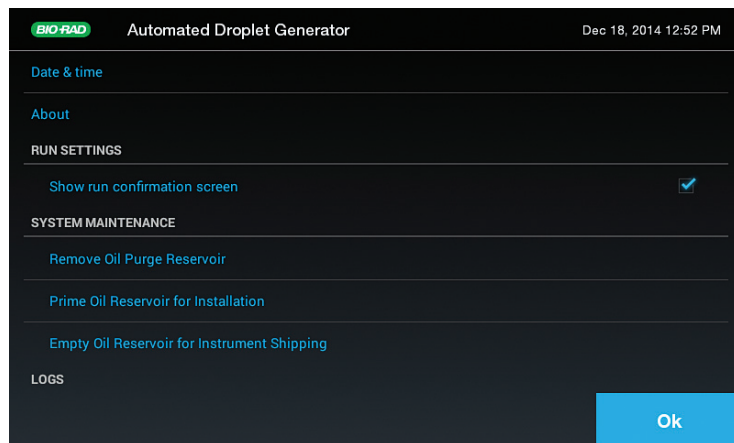 BIO-RAD Automated Droplet Generator Dec 18, 2014 12:52 PM
Date & time
About
RUN SETTINGS
Show run confirmation screen
SYSTEM MAINTENANCE
Remove Oil Purge Reservoir
Prime Oil Reservoir for Installation
Empty Oil Reservoir for Instrument Shipping
LOGS
Ok